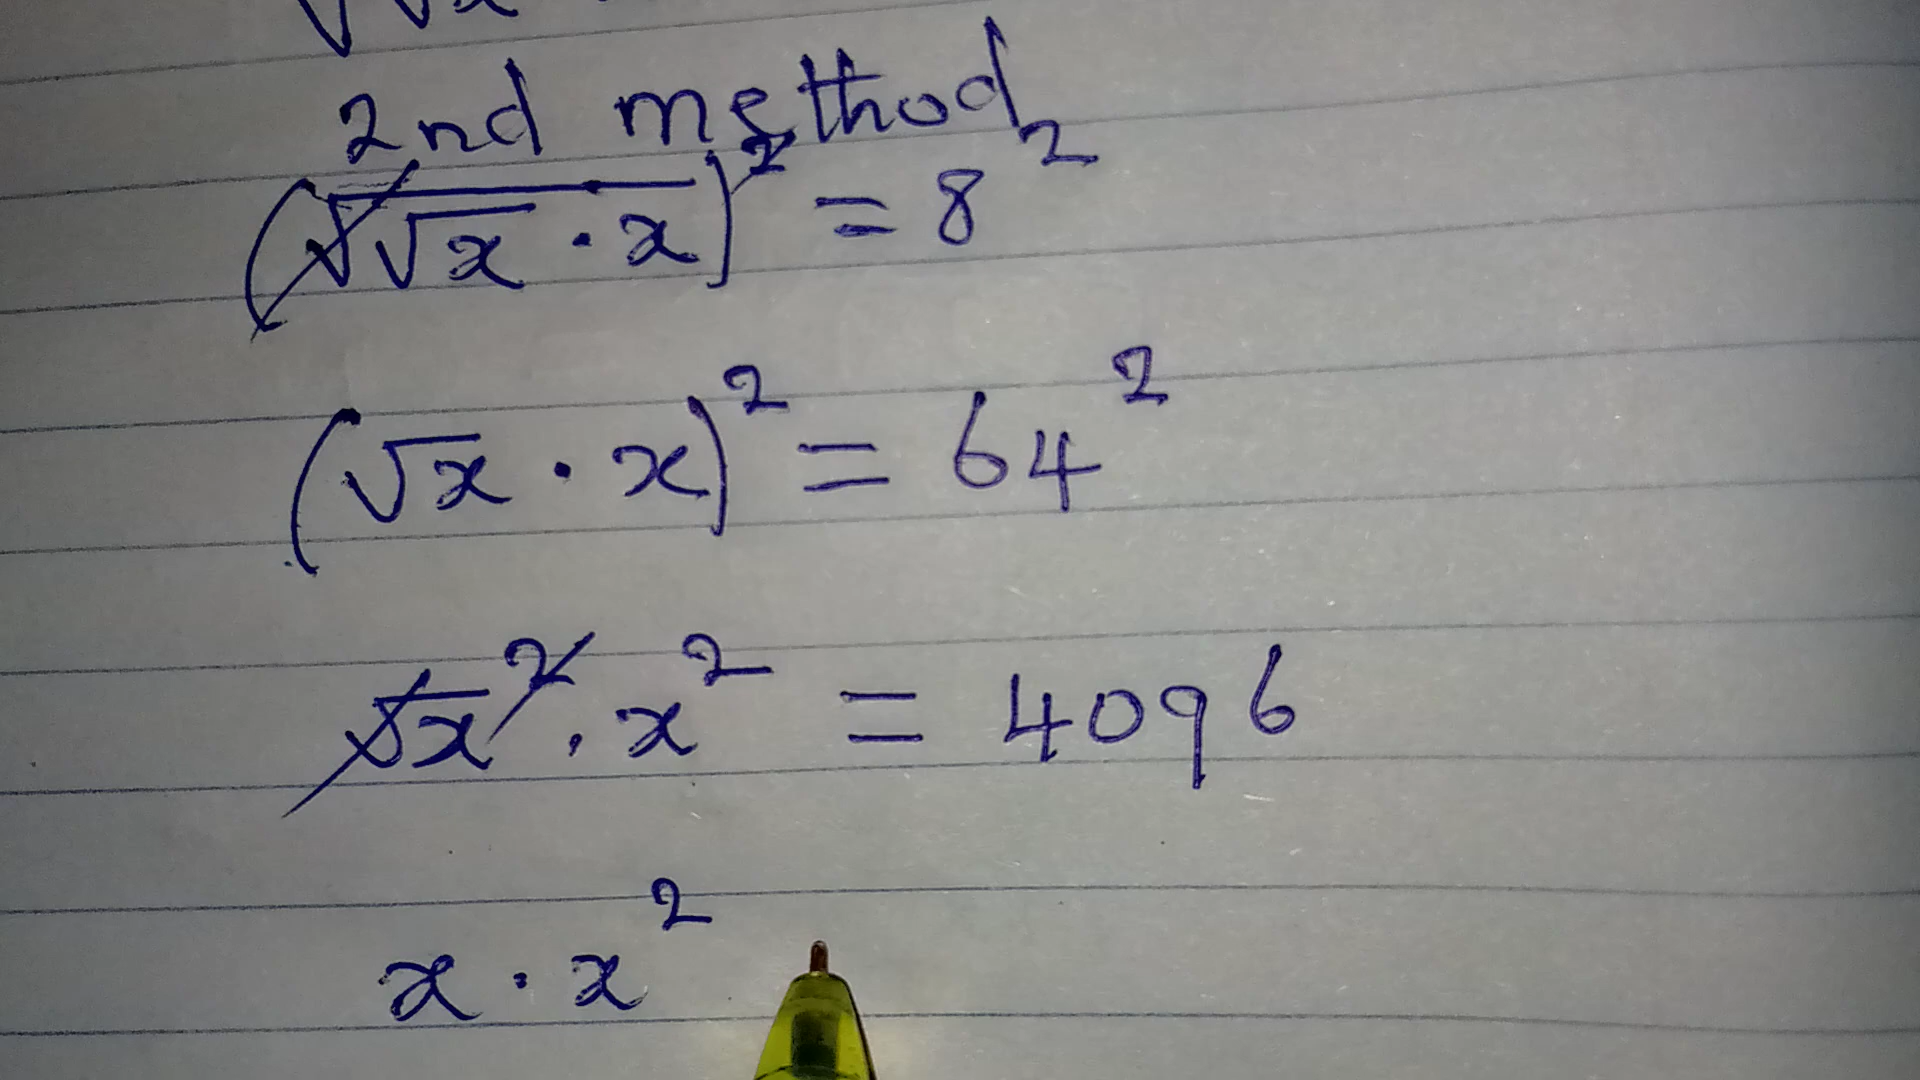 √√x
2nd method
(√(√x · x))² = 8²
(√x · x)² = 64²
√x² · x² = 4096
x · x²